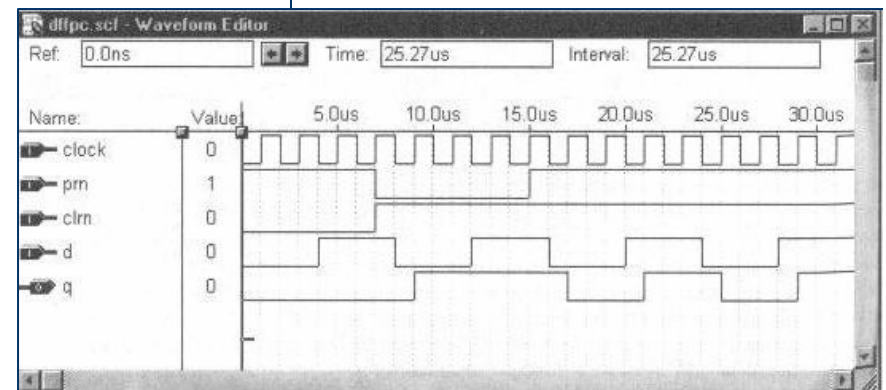 dffpc.scf - Waveform Editor
Ref: 0.0ns Time: 25.27us Interval: 25.27us
Name: Value: 5.0us 10.0us 15.0us 20.0us 25.0us 30.0us
clock 0
prn 1
clrn 0
d 0
q 0